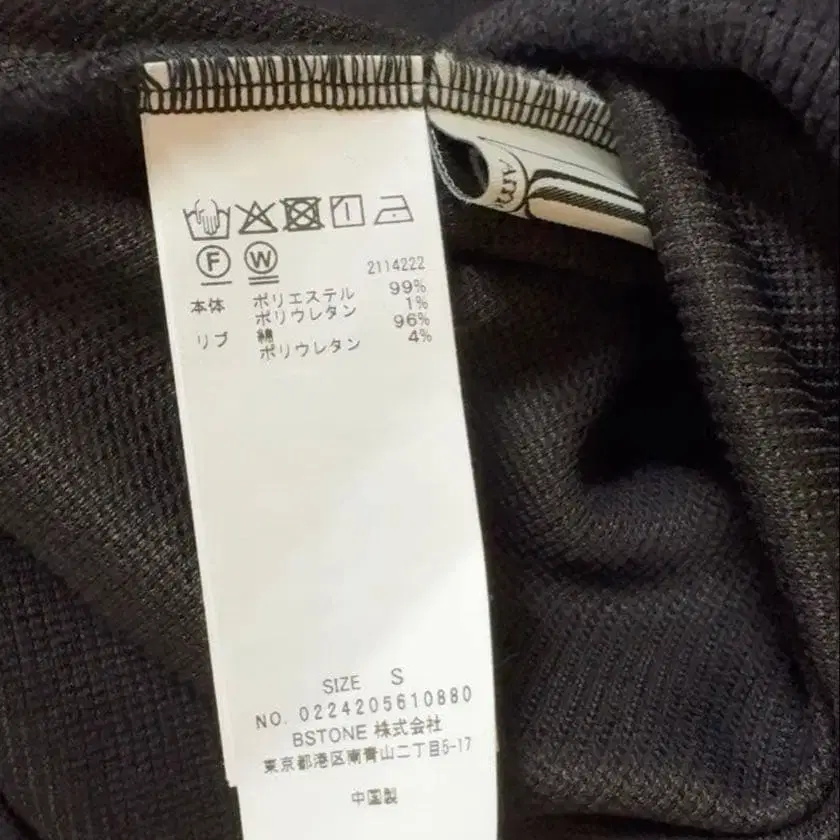 F W
2114222
本体 ポリエステル 99%
ポリウレタン 1%
リブ 綿 96%
ポリウレタン 4%
SIZE S
NO. 0224205610880
BSTONE 株式会社
東京都港区南青山二丁目5-17
中国製